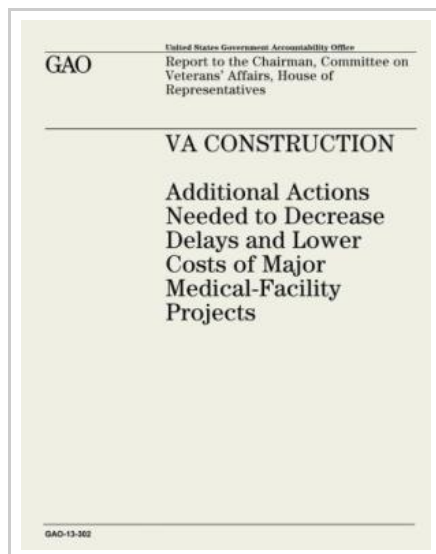 United States Government Accountability Office
GAO
Report to the Chairman, Committee on
Veterans' Affairs, House of
Representatives
VA CONSTRUCTION
Additional Actions
Needed to Decrease
Delays and Lower
Costs of Major
Medical-Facility
Projects
GAO-13-302